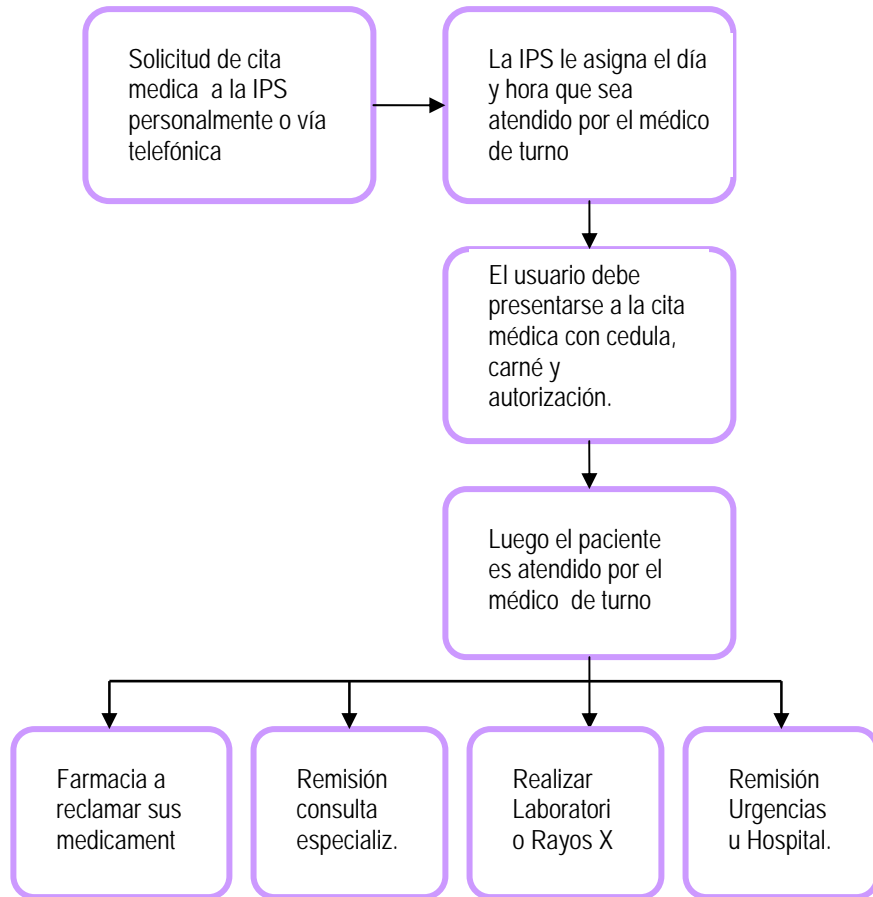 Solicitud de cita
medica a la IPS
personalmente o vía
telefónica
La IPS le asigna el día
y hora que sea
atendido por el médico
de turno
El usuario debe
presentarse a la cita
médica con cedula,
carné y
autorización.
Luego el paciente
es atendido por el
médico de turno
Farmacia a
reclamar sus
medicament
Remisión
consulta
especializ.
Realizar
Laboratori
o Rayos X
Remisión
Urgencias
u Hospital.